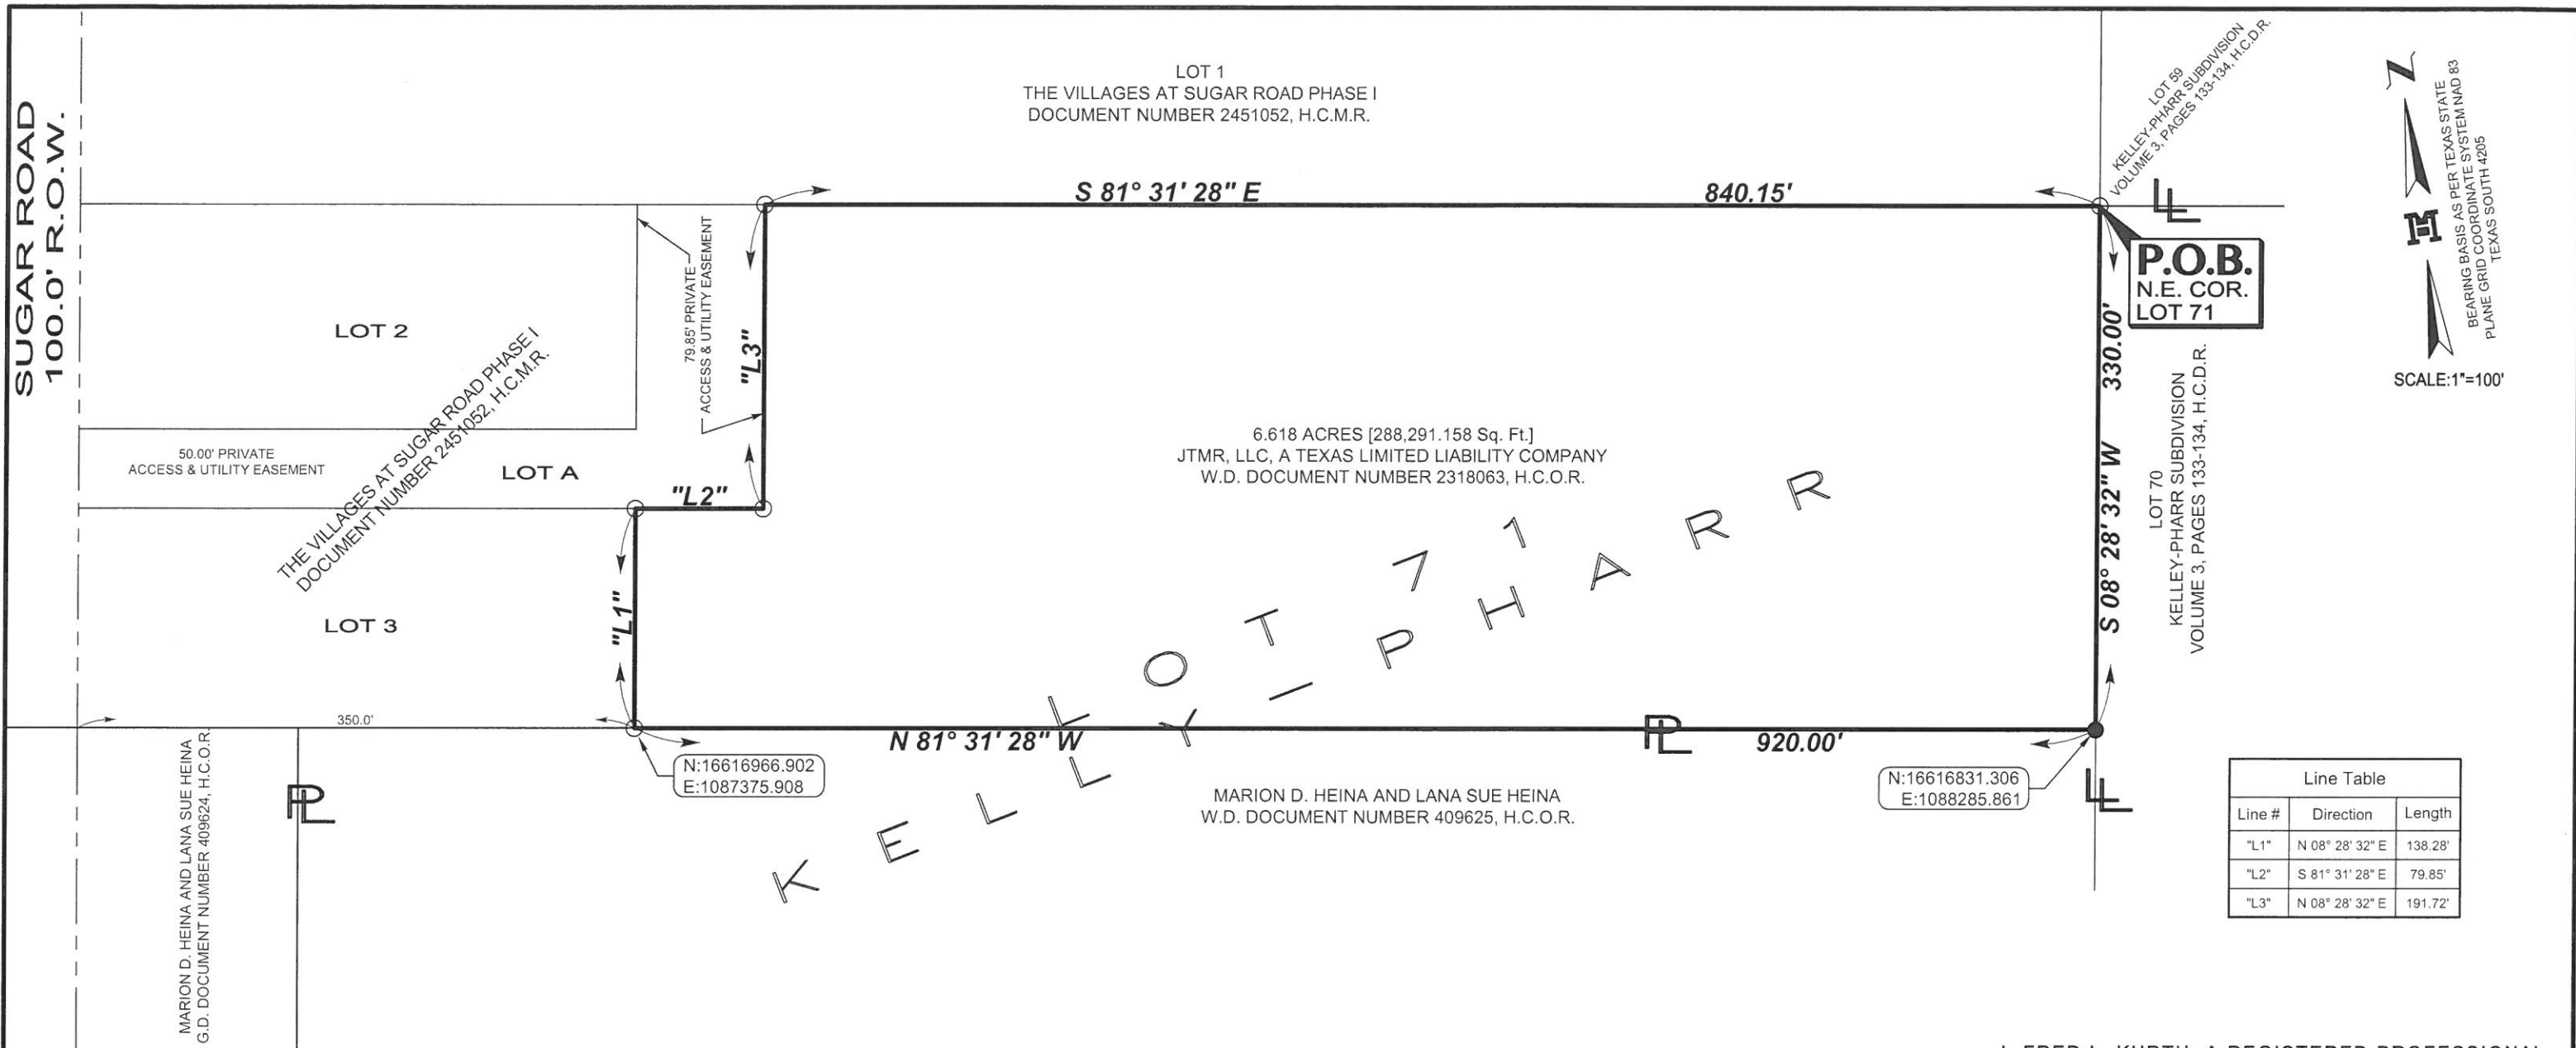 SUGAR ROAD
100.0' R.O.W.
LOT 1
THE VILLAGES AT SUGAR ROAD PHASE I
DOCUMENT NUMBER 2451052, H.C.M.R.
LOT 59
KELLEY-PHARR SUBDIVISION
VOLUME 3, PAGES 133-134, H.C.D.R.
N
BEARING BASIS AS PER TEXAS STATE
PLANE GRID COORDINATE SYSTEM NAD 83
TEXAS SOUTH 4205
SCALE:1"=100'
S 81° 31' 28" E
840.15'
P.O.B.
N.E. COR.
LOT 71
LOT 2
79.85' PRIVATE
ACCESS & UTILITY EASEMENT
"L3"
THE VILLAGES AT SUGAR ROAD PHASE I
DOCUMENT NUMBER 2451052, H.C.M.R.
50.00' PRIVATE
ACCESS & UTILITY EASEMENT
LOT A
"L2"
6.618 ACRES [288,291.158 Sq. Ft.]
JTMR, LLC, A TEXAS LIMITED LIABILITY COMPANY
W.D. DOCUMENT NUMBER 2318063, H.C.O.R.
S 08° 28' 32" W 330.00'
LOT 70
KELLEY-PHARR SUBDIVISION
VOLUME 3, PAGES 133-134, H.C.D.R.
LOT 71
KELLY-PHARR
LOT 3
"L1"
350.0'
N 81° 31' 28" W
920.00'
N:16616966.902
E:1087375.908
N:16616831.306
E:1088285.861
MARION D. HEINA AND LANA SUE HEINA
W.D. DOCUMENT NUMBER 409625, H.C.O.R.
MARION D. HEINA AND LANA SUE HEINA
G.D. DOCUMENT NUMBER 409624, H.C.O.R.
Line Table
Line # Direction Length
"L1" N 08° 28' 32" E 138.28'
"L2" S 81° 31' 28" E 79.85'
"L3" N 08° 28' 32" E 191.72'